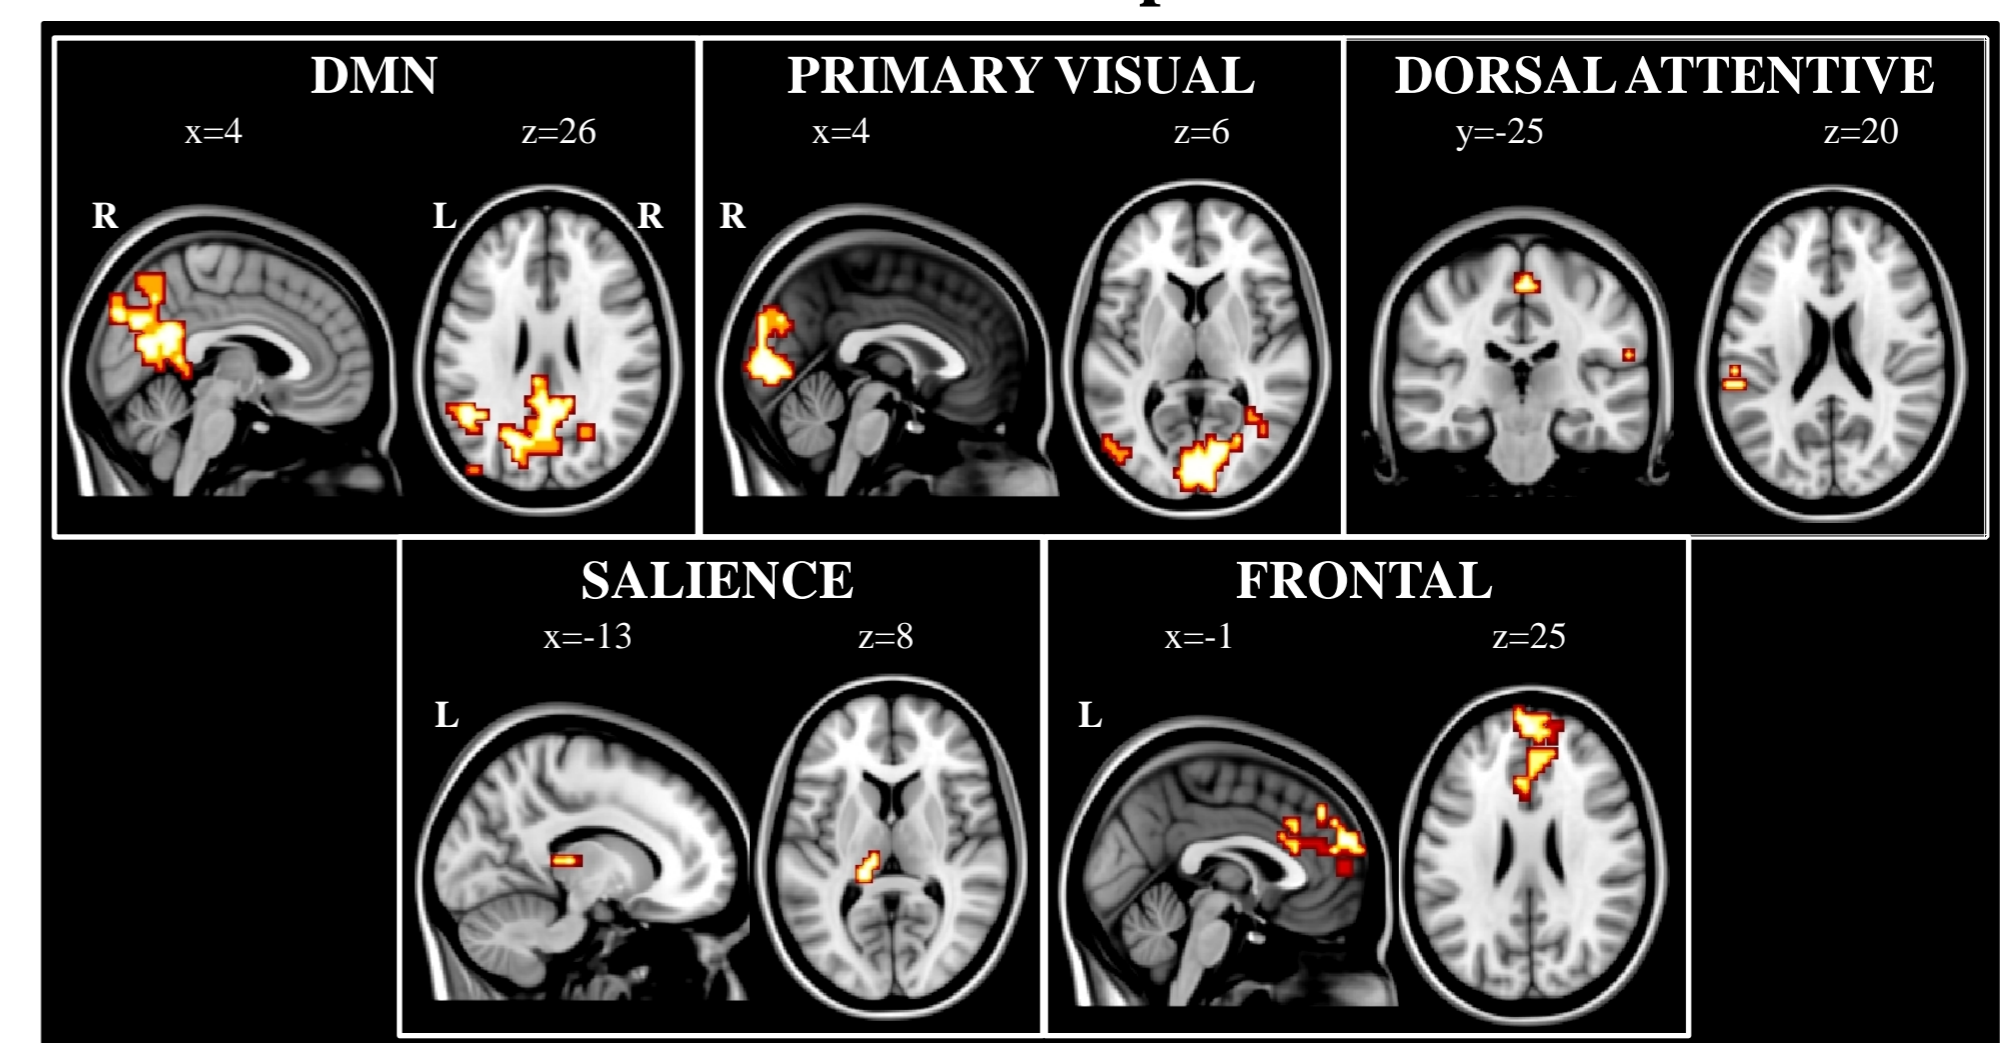 DMN
x=4
z=26
R
L
R
PRIMARY VISUAL
x=4
z=6
R
DORSAL ATTENTIVE
y=-25
z=20
SALIENCE
x=-13
z=8
L
FRONTAL
x=-1
z=25
L